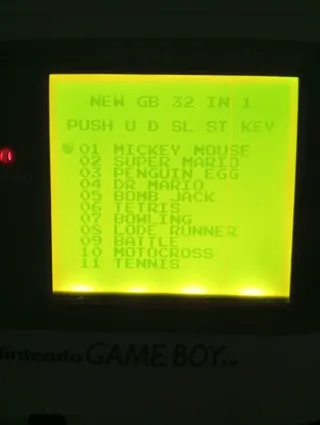 NEW GB 32 IN 1
PUSH U D SL ST KEY
01 MICKEY MOUSE
02 SUPER MARIO
03 PENGUIN EGG
04 DR MARIO
05 BOMB JACK
06 TETRIS
07 BOWLING
08 LODE RUNNER
09 BATTLE
10 MOTOCROSS
11 TENNIS
Nintendo GAME BOY TM